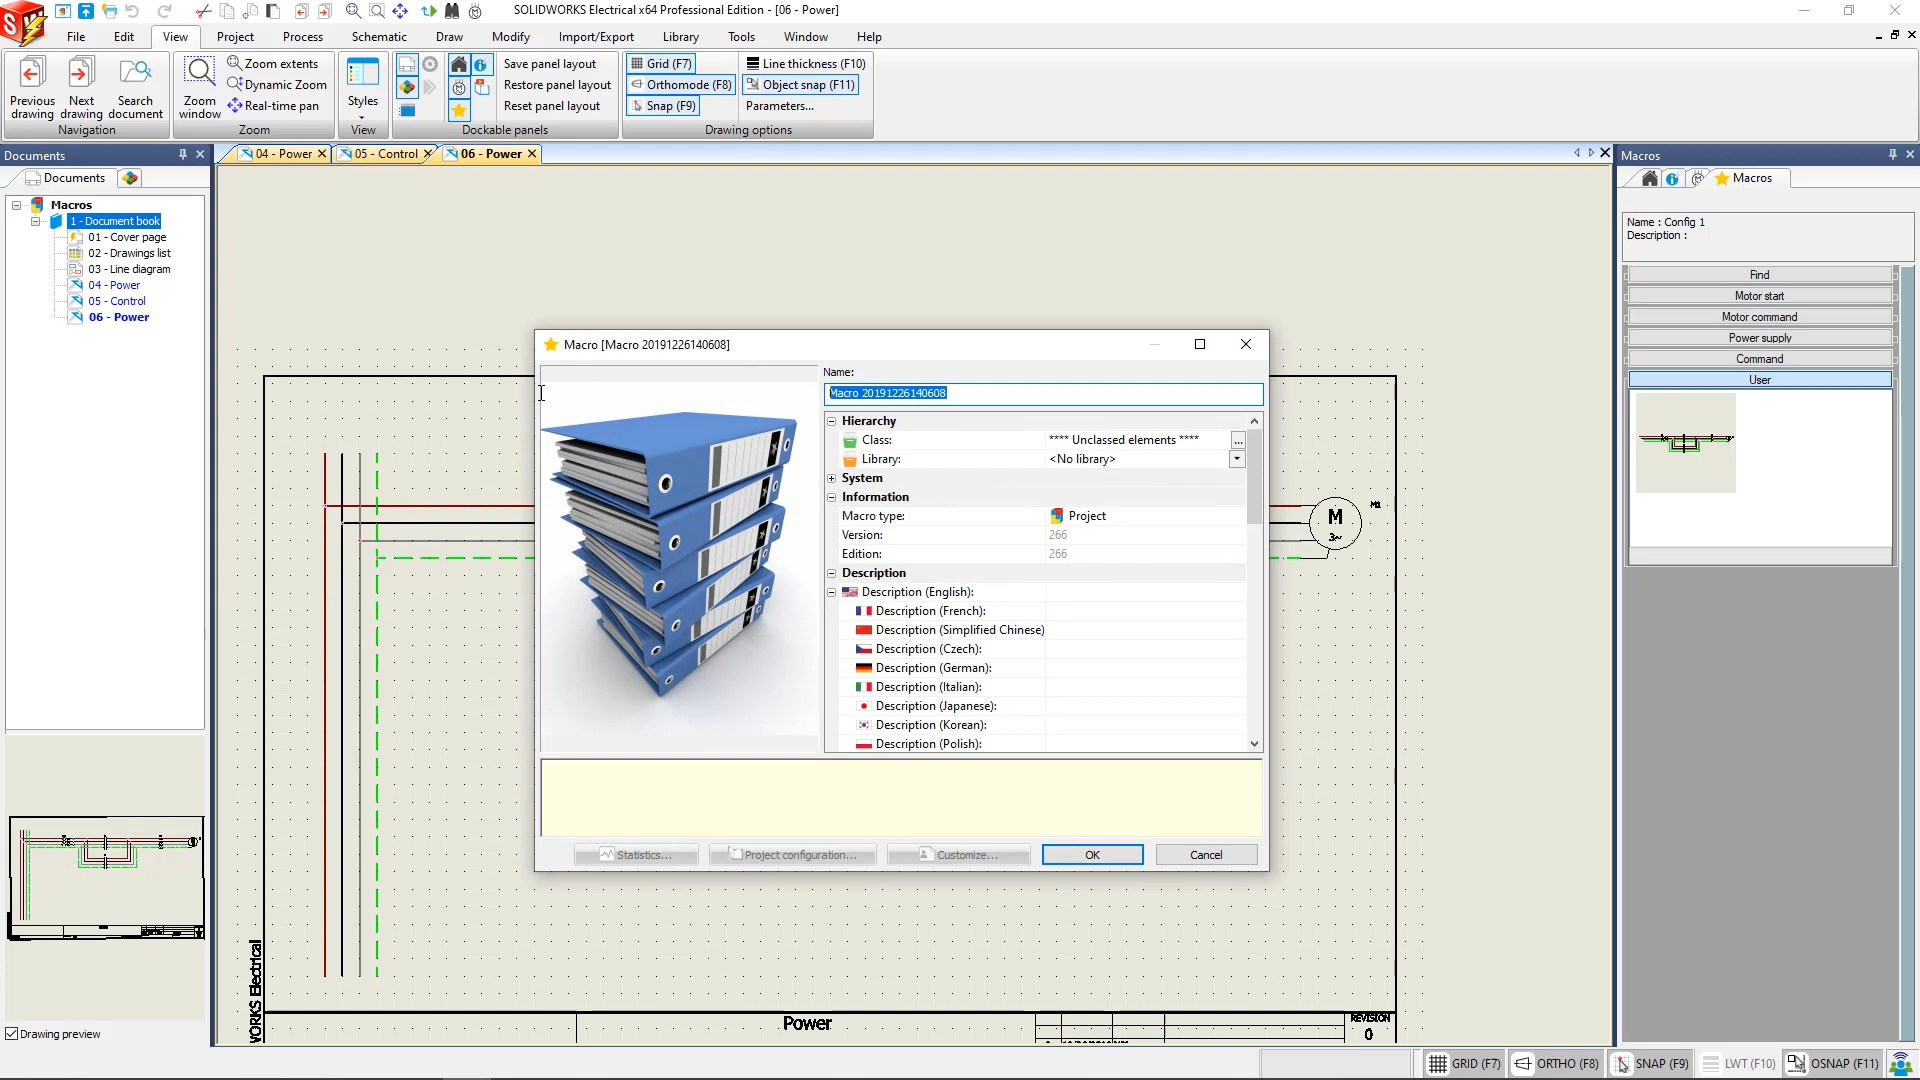 SOLIDWORKS Electrical x64 Professional Edition - [06 - Power]
File Edit View Project Process Schematic Draw Modify Import/Export Library Tools Window Help
Previous drawing
Next drawing
Search document
Navigation
Zoom window
Zoom extents
Dynamic Zoom
Real-time pan
Zoom
Styles
View
Save panel layout
Restore panel layout
Reset panel layout
Dockable panels
Grid (F7)
Orthomode (F8)
Snap (F9)
Line thickness (F10)
Object snap (F11)
Parameters...
Drawing options
Documents
Documents
Macros
1 - Document book
01 - Cover page
02 - Drawings list
03 - Line diagram
04 - Power
05 - Control
06 - Power
Drawing preview
04 - Power
05 - Control
06 - Power
M
3~
M1
WORKS Electrical
Power
REVISION
0
Macro [Macro 20191226140608]
Name:
Macro 20191226140608
Hierarchy
Class: **** Unclassed elements **** ...
Library: <No library>
System
Information
Macro type: Project
Version: 266
Edition: 266
Description
Description (English):
Description (French):
Description (Simplified Chinese)
Description (Czech):
Description (German):
Description (Italian):
Description (Japanese):
Description (Korean):
Description (Polish):
Statistics...
Project configuration...
Customize...
OK
Cancel
Macros
Macros
Name : Config 1
Description :
Find
Motor start
Motor command
Power supply
Command
User
GRID (F7) ORTHO (F8) SNAP (F9) LWT (F10) OSNAP (F11)